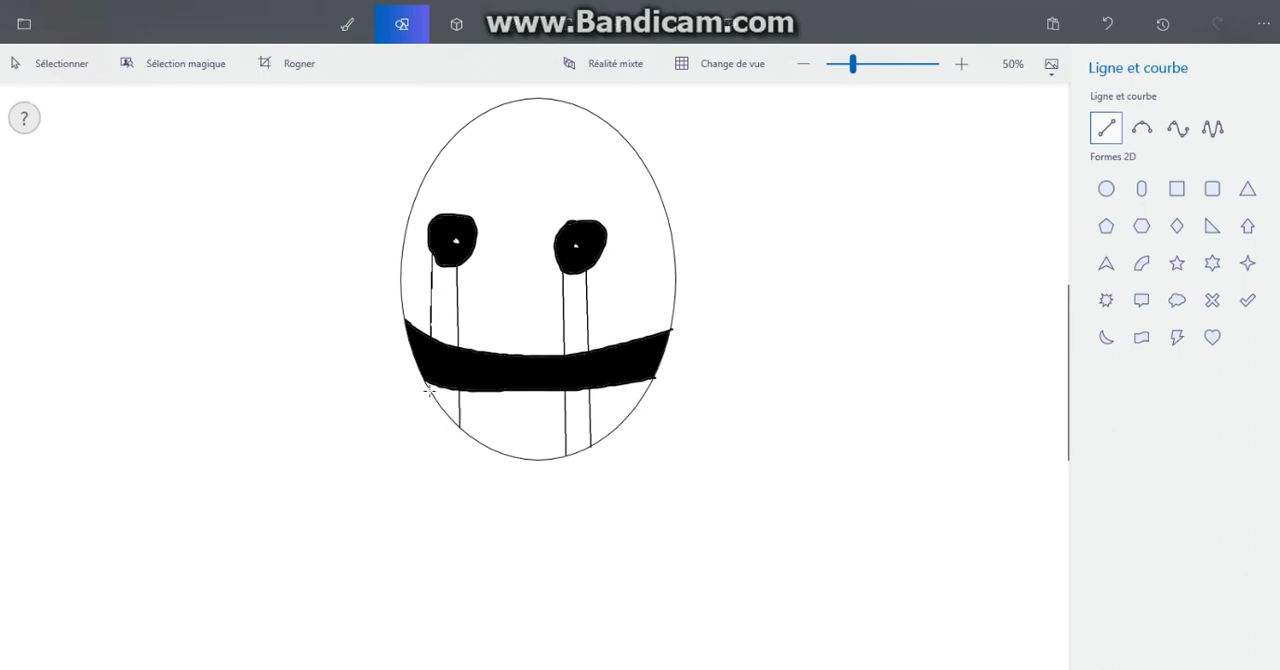 www.Bandicam.com
Sélectionner Sélection magique Rogner Réalité mixte Change de vue 50%
Ligne et courbe
?
Ligne et courbe
Formes 2D